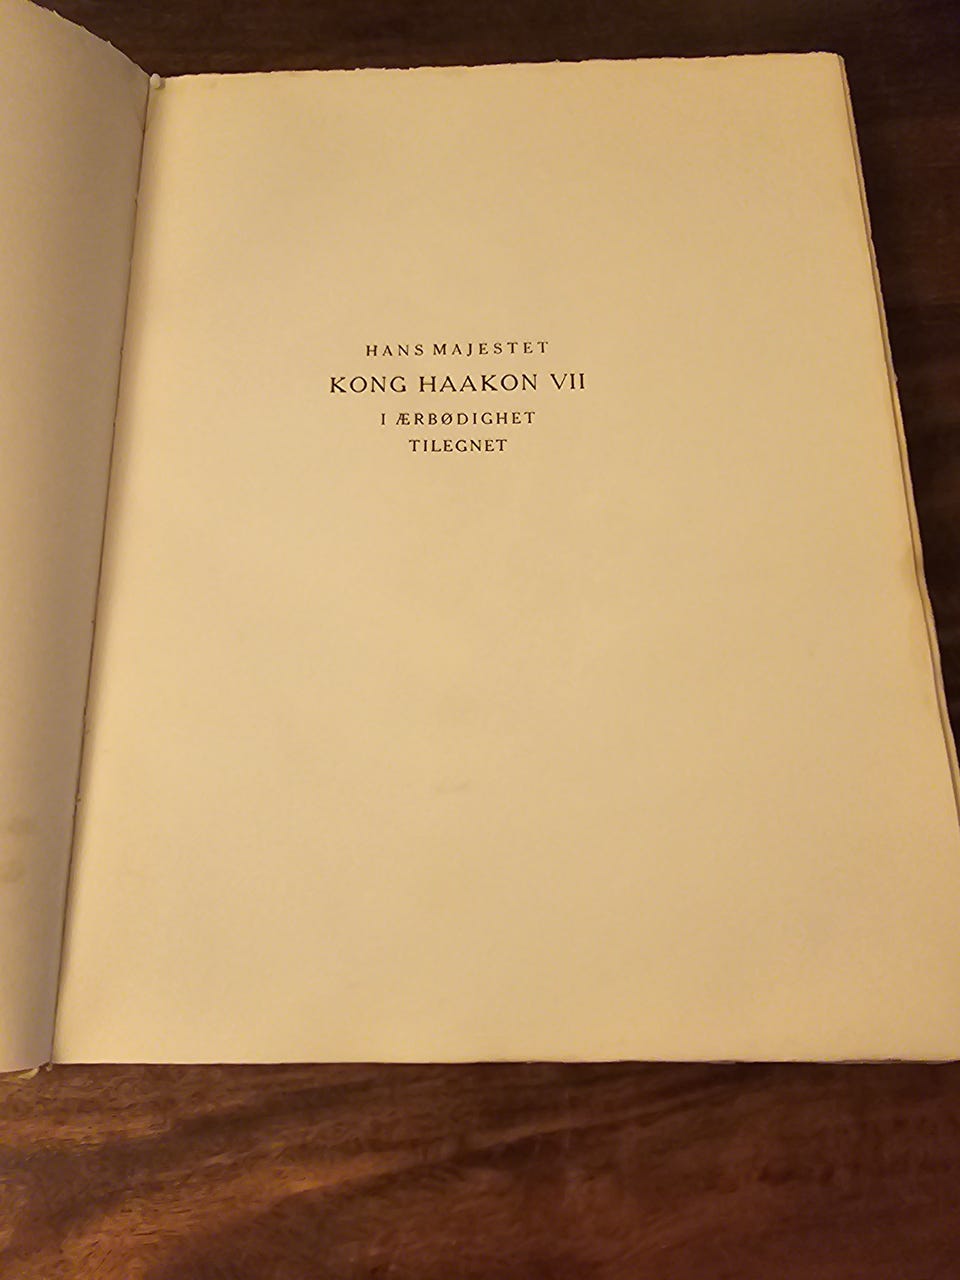 HANS MAJESTET
KONG HAAKON VII
I ÆRBØDIGHET
TILEGNET